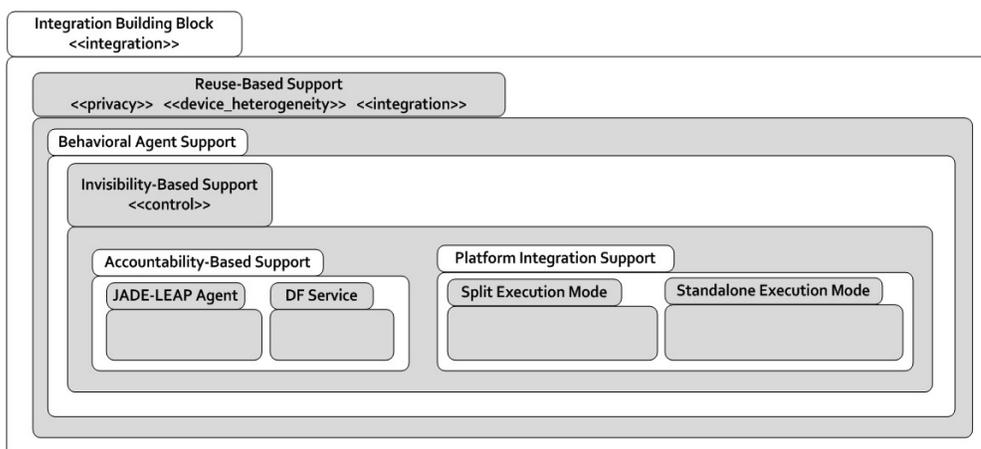 Integration Building Block
<<integration>>
Reuse-Based Support
<<privacy>> <<device_heterogeneity>> <<integration>>
Behavioral Agent Support
Invisibility-Based Support
<<control>>
Accountability-Based Support
JADE-LEAP Agent
DF Service
Platform Integration Support
Split Execution Mode
Standalone Execution Mode